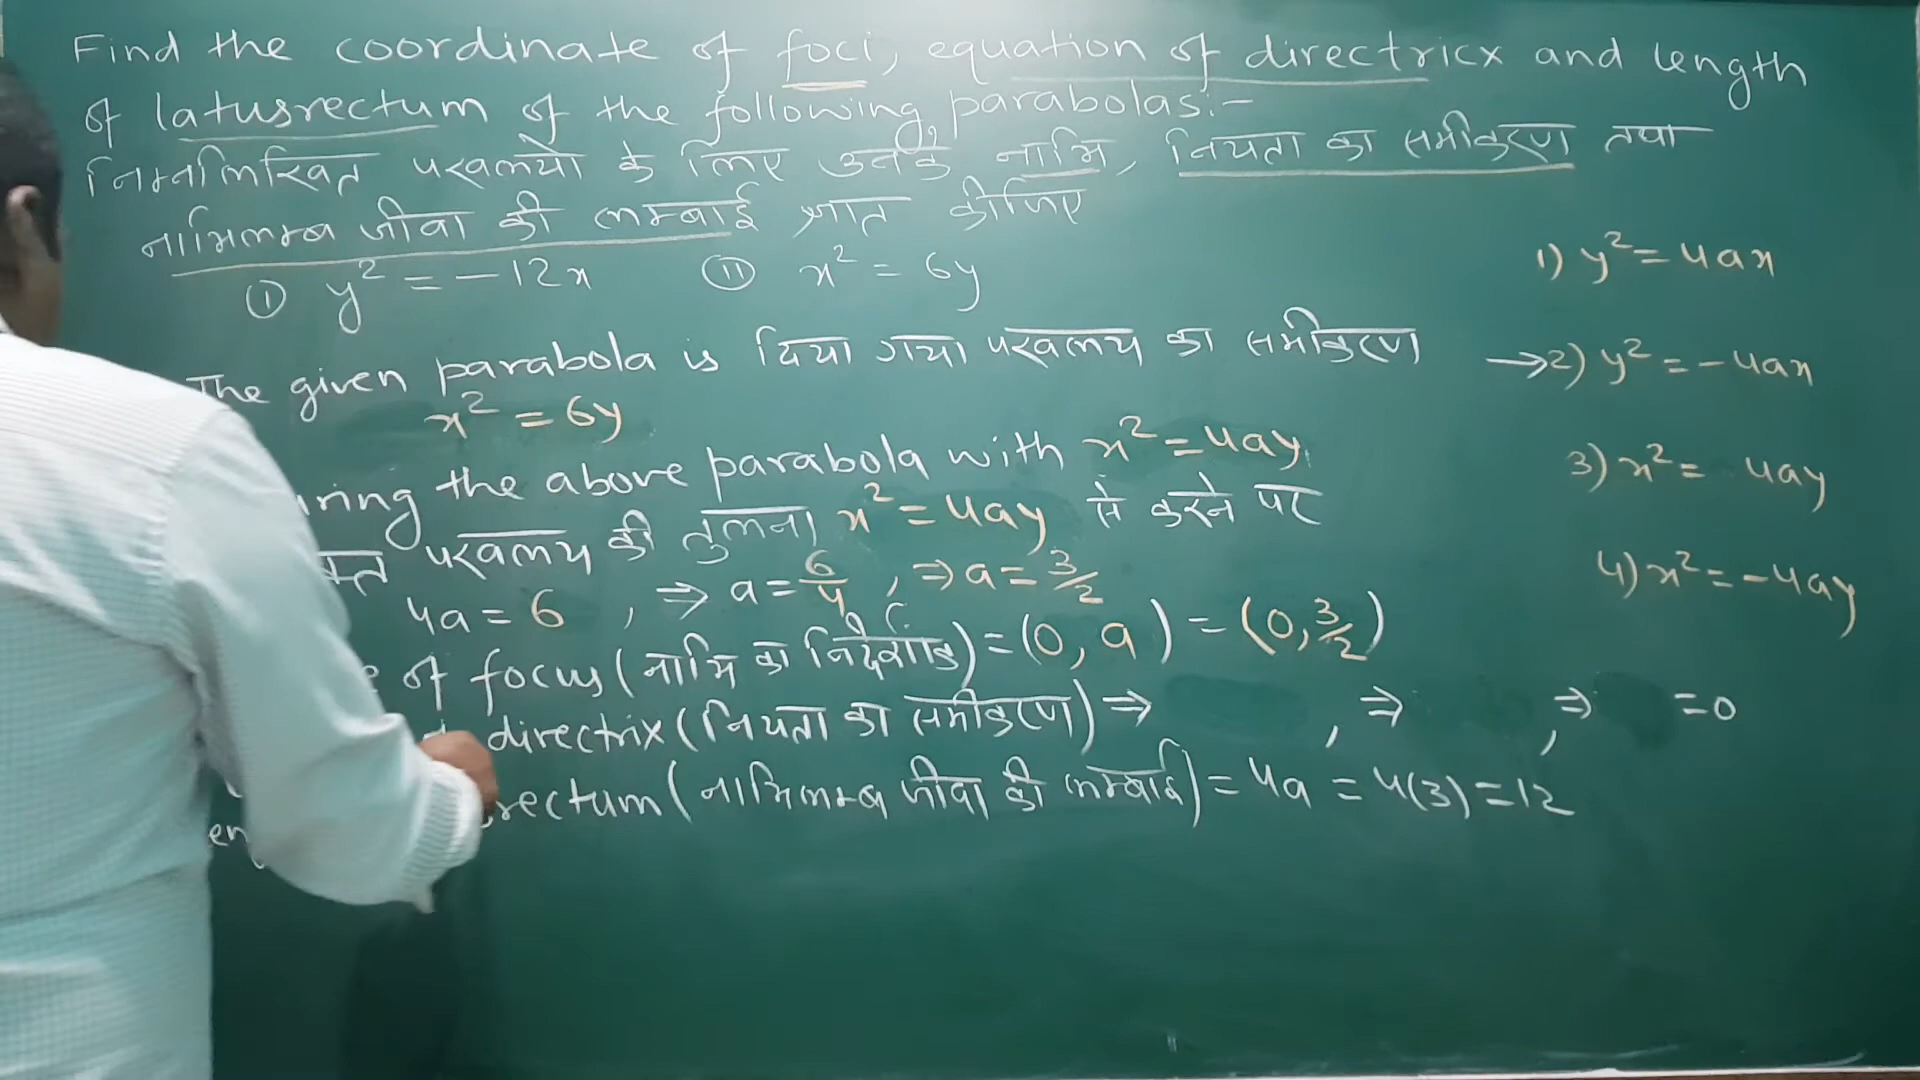 Find the coordinate of foci, equation of directricx and length
of latusrectum of the following parabolas:-
निम्नलिखित परवलयों के लिए उनके नाभि, नियता का समीकरण तथा
नाभिलम्ब जीवा की लम्बाई ज्ञात कीजिए
(i) y² = -12x (ii) x² = 6y
The given parabola is दिया गया परवलय का समीकरण
x² = 6y
the above parabola with x² = 4ay
परवलय की तुलना x² = 4ay से करने पर
4a = 6 , ⇒ a = 6/4 , ⇒ a = 3/2
of focus (नाभि का निर्देशांक) = (0, a) = (0, 3/2)
directrix (नियता का समीकरण) ⇒ , ⇒ , ⇒ =0
rectum (नाभिलम्ब जीवा की लम्बाई) = 4a = 4(3) = 12
1) y² = 4ax
→2) y² = -4ax
3) x² = 4ay
4) x² = -4ay